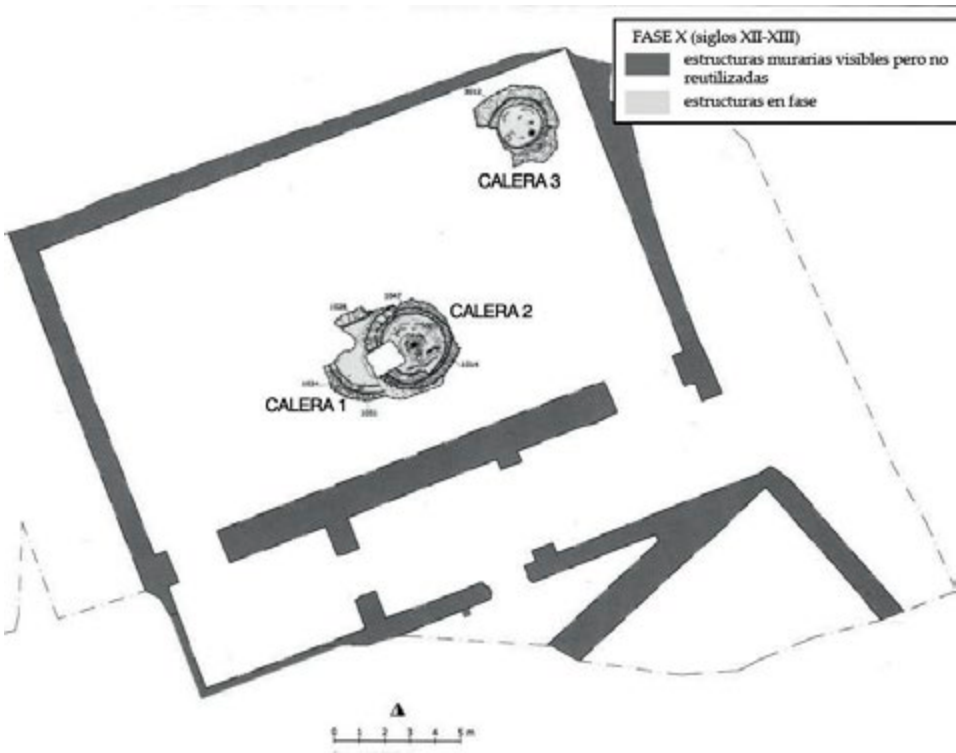 FASE X (siglos XII-XIII)
estructuras murarias visibles pero no
reutilizadas
estructuras en fase
CALERA 3
CALERA 2
CALERA 1
0 1 2 3 4 5 m